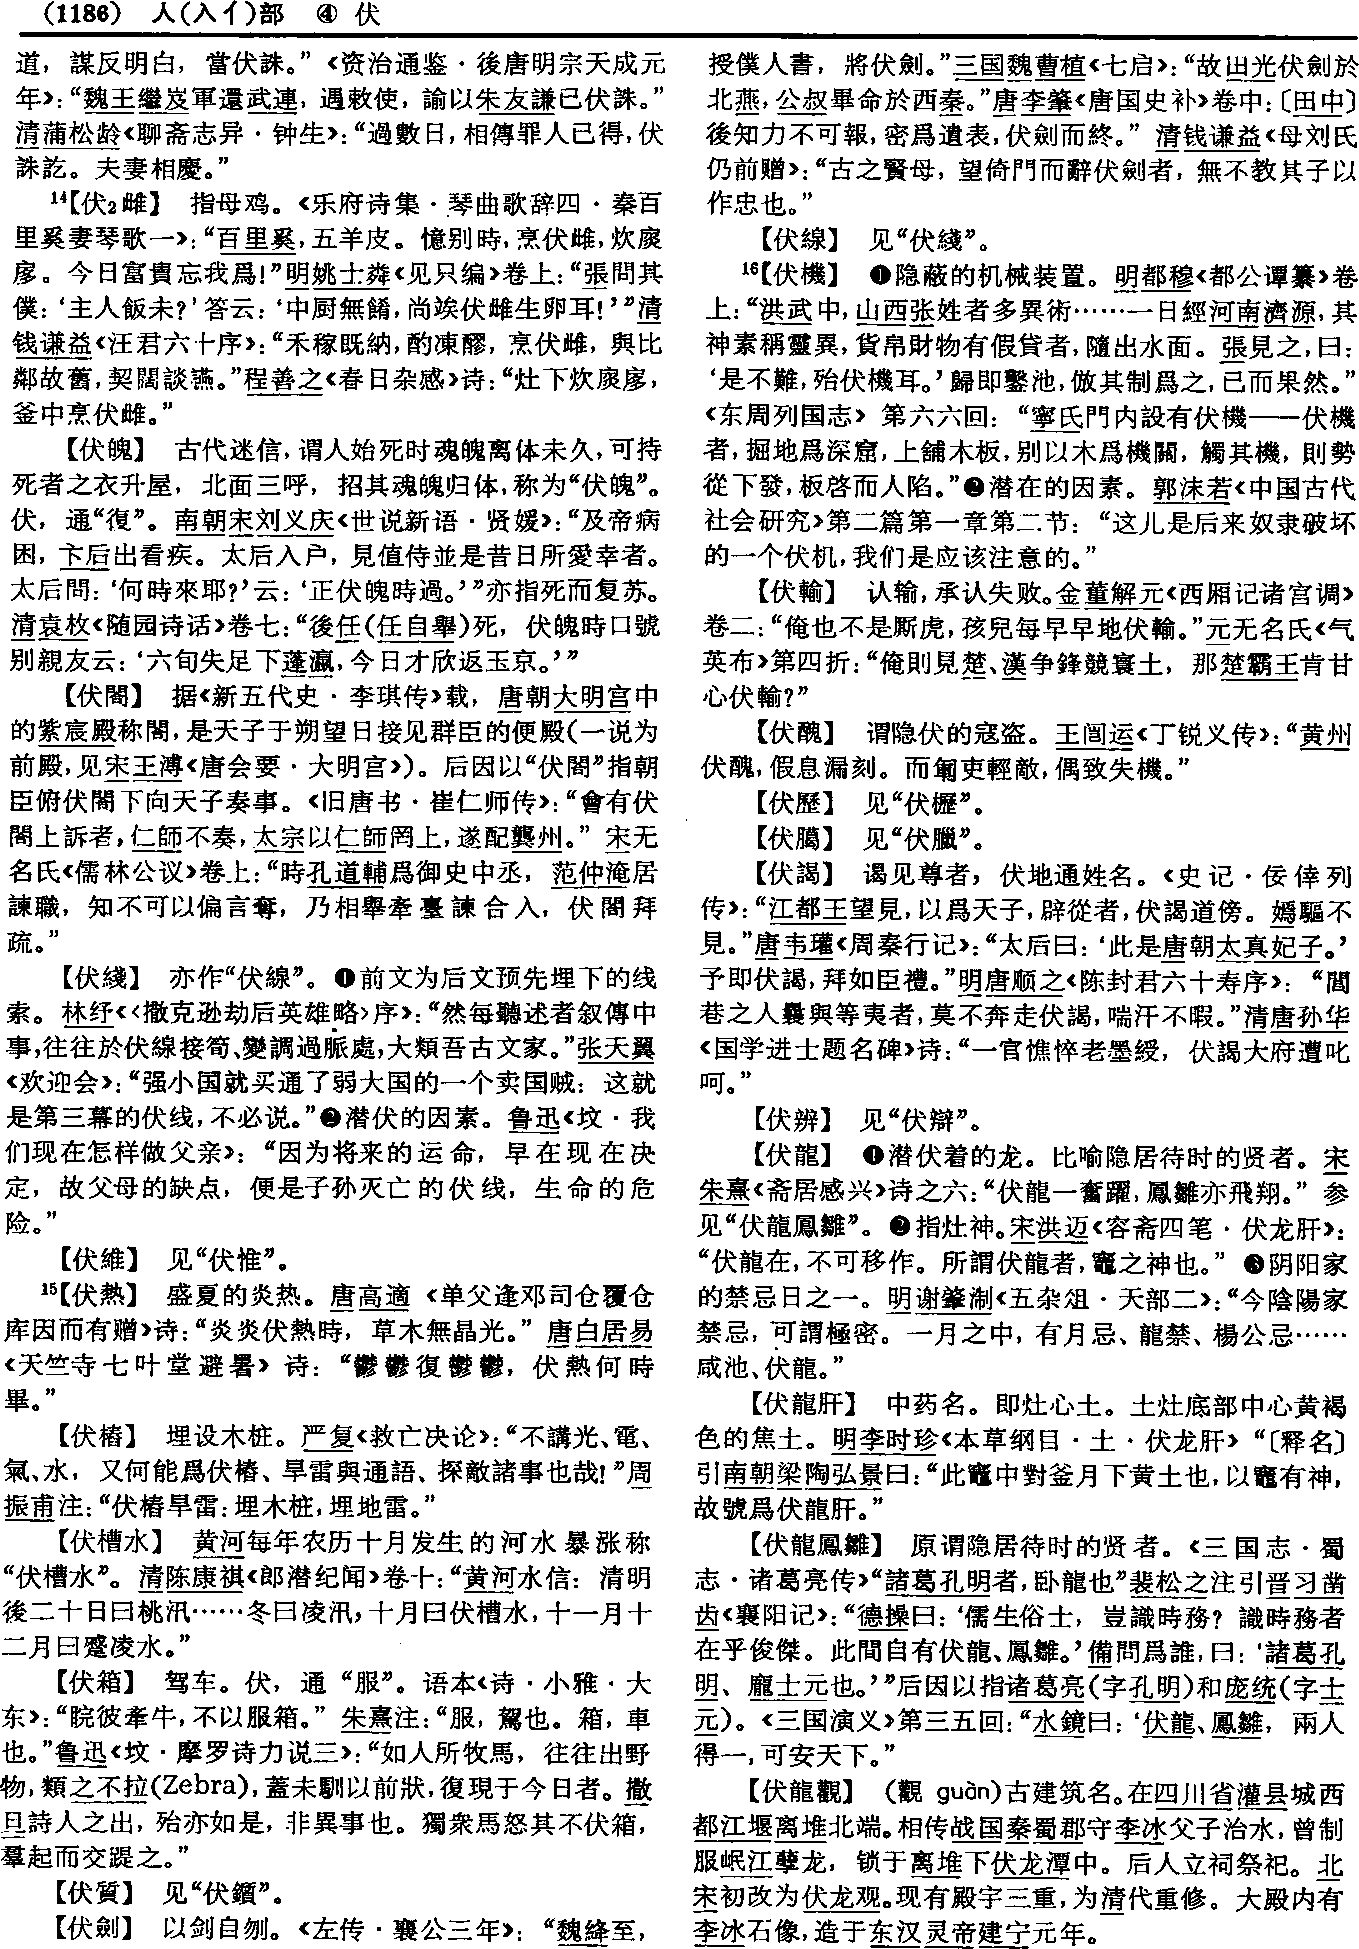 (1186) 人(入亻)部 ④ 伏
道，謀反明白，當伏誅。”《资治通鉴·後唐明宗天成元
年》：“魏王繼岌軍還武連，遇敕使，諭以朱友謙已伏誅。”
清蒲松龄《聊斋志异·钟生》：“過數日，相傳罪人已得，伏
誅訖。夫妻相慶。”
14【伏2雌】 指母鸡。《乐府诗集·琴曲歌辞四·秦百
里奚妻琴歌一》：“百里奚，五羊皮。憶别時，烹伏雌，炊扊
扅。今日富貴忘我爲！”明姚士粦《见只编》卷上：“張問其
僕：‘主人飯未？’答云：‘中厨無餚，尚竢伏雌生卵耳！’”清
钱谦益《汪君六十序》：“禾稼既納，酌凍醪，烹伏雌，與比
鄰故舊，契闊談讌。”程善之《春日杂感》诗：“灶下炊扊扅，
釜中烹伏雌。”
【伏魄】 古代迷信，谓人始死时魂魄离体未久，可持
死者之衣升屋，北面三呼，招其魂魄归体，称为“伏魄”。
伏，通“復”。南朝宋刘义庆《世说新语·贤媛》：“及帝病
困，卞后出看疾。太后入户，見值侍並是昔日所愛幸者。
太后問：‘何時來耶？’云：‘正伏魄時過。’”亦指死而复苏。
清袁枚《随园诗话》卷七：“後任(任自舉)死，伏魄時口號
别親友云：‘六旬失足下蓬瀛，今日才欣返玉京。’”
【伏閤】 据《新五代史·李琪传》载，唐朝大明宫中
的紫宸殿称閤，是天子于朔望日接见群臣的便殿(一说为
前殿，见宋王溥《唐会要·大明宫》)。后因以“伏閤”指朝
臣俯伏閤下向天子奏事。《旧唐书·崔仁师传》：“會有伏
閤上訴者，仁師不奏，太宗以仁師罔上，遂配龔州。”宋无
名氏《儒林公议》卷上：“時孔道輔爲御史中丞，范仲淹居
諫職，知不可以偏言奪，乃相舉牽臺諫合入，伏閤拜
疏。”
【伏綫】 亦作“伏線”。❶前文为后文预先埋下的线
索。林纾《〈撒克逊劫后英雄略〉序》：“然每聽述者叙傳中
事，往往於伏線接筍、變調過脈處，大類吾古文家。”张天翼
《欢迎会》：“强小国就买通了弱大国的一个卖国贼：这就
是第三幕的伏线，不必说。”❷潜伏的因素。鲁迅《坟·我
们现在怎样做父亲》：“因为将来的运命，早在现在决
定，故父母的缺点，便是子孙灭亡的伏线，生命的危
险。”
【伏維】 见“伏惟”。
15【伏熱】 盛夏的炎热。唐高適《单父逢邓司仓覆仓
库因而有赠》诗：“炎炎伏熱時，草木無晶光。”唐白居易
《天竺寺七叶堂避暑》诗：“鬱鬱復鬱鬱，伏熱何時
畢。”
【伏樁】 埋设木桩。严复《救亡决论》：“不講光、電、
氣、水，又何能爲伏樁、旱雷與通語、探敵諸事也哉！”周
振甫注：“伏樁旱雷：埋木桩，埋地雷。”
【伏槽水】 黄河每年农历十月发生的河水暴涨称
“伏槽水”。清陈康祺《郎潜纪闻》卷十：“黄河水信：清明
後二十日曰桃汛……冬曰凌汛，十月曰伏槽水，十一月十
二月曰蹙凌水。”
【伏箱】 驾车。伏，通“服”。语本《诗·小雅·大
东》：“睆彼牽牛，不以服箱。”朱熹注：“服，駕也。箱，車
也。”鲁迅《坟·摩罗诗力说三》：“如人所牧馬，往往出野
物，類之不拉(Zebra)，蓋未馴以前狀，復現于今日者。撒
旦詩人之出，殆亦如是，非異事也。獨衆馬怒其不伏箱，
羣起而交踶之。”
【伏質】 见“伏鑕”。
【伏劍】 以剑自刎。《左传·襄公三年》：“魏絳至，
授僕人書，將伏劍。”三国魏曹植《七启》：“故田光伏劍於
北燕，公叔畢命於西秦。”唐李肇《唐国史补》卷中：〔田中〕
後知力不可報，密爲遺表，伏劍而終。”清钱谦益《母刘氏
仍前赠》：“古之賢母，望倚門而辭伏劍者，無不教其子以
作忠也。”
【伏線】 见“伏綫”。
16【伏機】 ❶隐蔽的机械装置。明都穆《都公谭纂》卷
上：“洪武中，山西张姓者多異術……一日經河南濟源，其
神素稱靈異，貨帛財物有假貸者，隨出水面。張見之，曰：
‘是不難，殆伏機耳。’歸即鑿池，倣其制爲之，已而果然。”
《东周列国志》第六六回：“寧氏門内設有伏機——伏機
者，掘地爲深窟，上舖木板，别以木爲機關，觸其機，則勢
從下發，板啓而人陷。”❷潜在的因素。郭沫若《中国古代
社会研究》第二篇第一章第二节：“这儿是后来奴隶破坏
的一个伏机，我们是应该注意的。”
【伏輸】 认输，承认失败。金董解元《西厢记诸宫调》
卷二：“俺也不是厮虎，孩兒每早早地伏輸。”元无名氏《气
英布》第四折：“俺則見楚、漢争鋒競寰土，那楚霸王肯甘
心伏輸？”
【伏醜】 谓隐伏的寇盗。王闿运《丁锐义传》：“黄州
伏醜，假息漏刻。而匍吏輕敵，偶致失機。”
【伏歷】 见“伏櫪”。
【伏臈】 见“伏臘”。
【伏謁】 谒见尊者，伏地通姓名。《史记·佞倖列
传》：“江都王望見，以爲天子，辟從者，伏謁道傍。嫣驅不
見。”唐韦瓘《周秦行记》：“太后曰：‘此是唐朝太真妃子。’
予即伏謁，拜如臣禮。”明唐顺之《陈封君六十寿序》：“閭
巷之人曩與等夷者，莫不奔走伏謁，喘汗不暇。”清唐孙华
《国学进士题名碑》诗：“一官憔悴老墨綬，伏謁大府遭叱
呵。”
【伏辨】 见“伏辯”。
【伏龍】 ❶潜伏着的龙。比喻隐居待时的贤者。宋
朱熹《斋居感兴》诗之六：“伏龍一奮躍，鳳雛亦飛翔。”参
见“伏龍鳳雛”。❷指灶神。宋洪迈《容斋四笔·伏龙肝》：
“伏龍在，不可移作。所謂伏龍者，竈之神也。”❸阴阳家
的禁忌日之一。明谢肇淛《五杂俎·天部二》：“今陰陽家
禁忌，可謂極密。一月之中，有月忌、龍禁、楊公忌……
咸池、伏龍。”
【伏龍肝】 中药名。即灶心土。土灶底部中心黄褐
色的焦土。明李时珍《本草纲目·土·伏龙肝》“〔释名〕
引南朝梁陶弘景曰：“此竈中對釜月下黄土也，以竈有神，
故號爲伏龍肝。”
【伏龍鳳雛】 原谓隐居待时的贤者。《三国志·蜀
志·诸葛亮传》“諸葛孔明者，卧龍也”裴松之注引晋习凿
齿《襄阳记》：“德操曰：‘儒生俗士，豈識時務？識時務者
在乎俊傑。此間自有伏龍、鳳雛。’備問爲誰，曰：‘諸葛孔
明、龐士元也。’”后因以指诸葛亮(字孔明)和庞统(字士
元)。《三国演义》第三五回：“水鏡曰：‘伏龍、鳳雛，兩人
得一，可安天下。”
【伏龍觀】 (觀 guàn)古建筑名。在四川省灌县城西
都江堰离堆北端。相传战国秦蜀郡守李冰父子治水，曾制
服岷江孽龙，锁于离堆下伏龙潭中。后人立祠祭祀。北
宋初改为伏龙观。现有殿宇三重，为清代重修。大殿内有
李冰石像，造于东汉灵帝建宁元年。